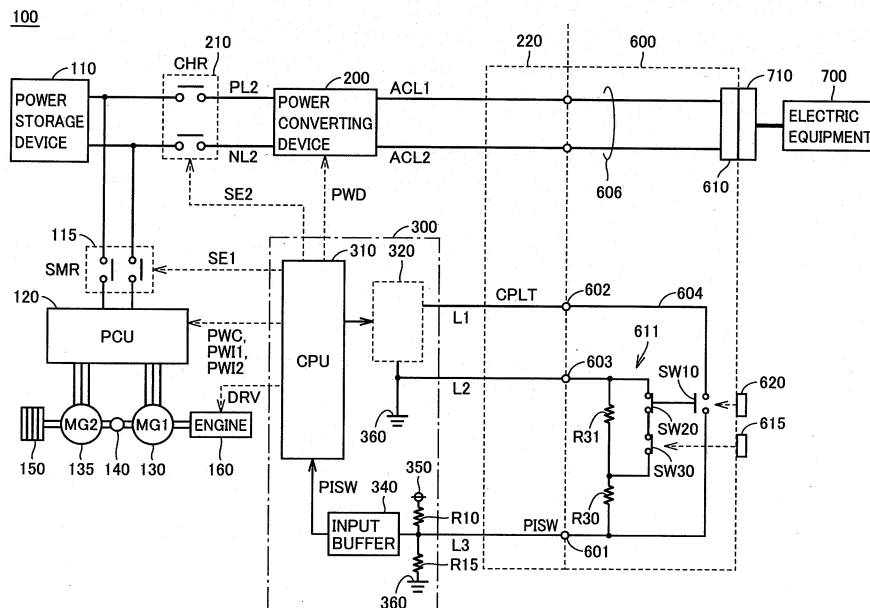 100
110
POWER
STORAGE
DEVICE
CHR
210
PL2
NL2
200
POWER
CONVERTING
DEVICE
ACL1
ACL2
220
600
606
610
710
700
ELECTRIC
EQUIPMENT
SE2
PWD
115
SMR
SE1
300
310
CPU
320
CPLT
L1
602
604
611
603
L2
360
SW10
SW20
SW30
620
615
R31
R30
120
PCU
PWC,
PWI1,
PWI2
DRV
MG2
MG1
ENGINE
150
135
140
130
160
PISW
340
INPUT
BUFFER
350
R10
L3
R15
360
PISW
601